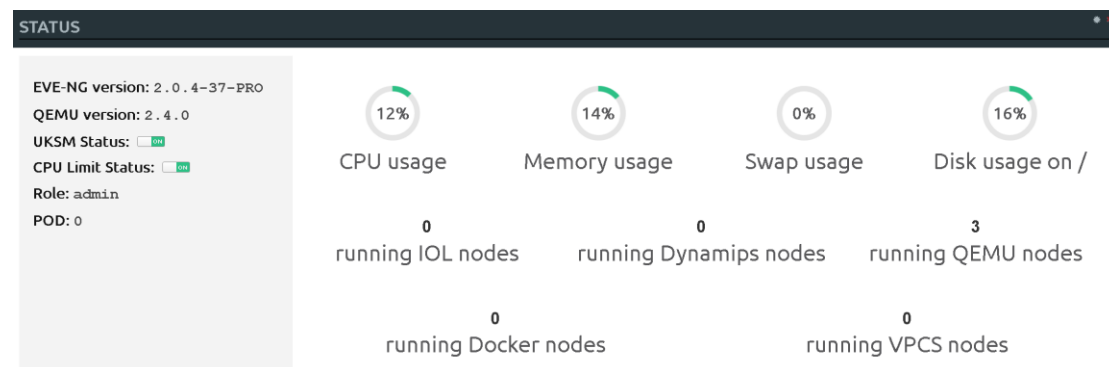 STATUS
EVE-NG version: 2.0.4-37-PRO
QEMU version: 2.4.0
UKSM Status: ON
CPU Limit Status: ON
Role: admin
POD: 0
12%
CPU usage
14%
Memory usage
0%
Swap usage
16%
Disk usage on /
0
running IOL nodes
0
running Dynamips nodes
3
running QEMU nodes
0
running Docker nodes
0
running VPCS nodes